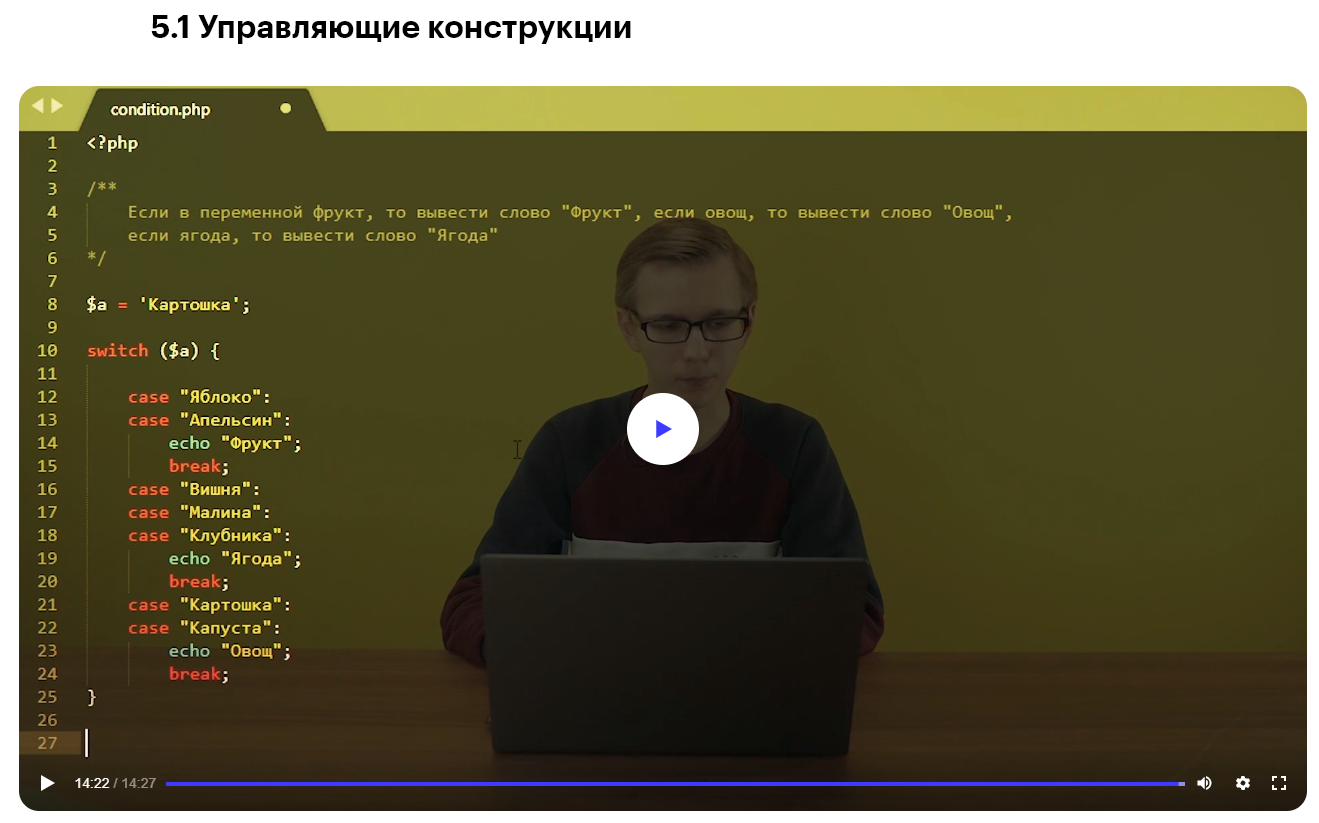 5.1 Управляющие конструкции
condition.php
1 <?php
2
3 /**
4 Если в переменной фрукт, то вывести слово "Фрукт", если овощ, то вывести слово "Овощ",
5 если ягода, то вывести слово "Ягода"
6 */
7
8 $a = 'Картошка';
9
10 switch ($a) {
11
12 case "Яблоко":
13 case "Апельсин":
14 echo "Фрукт";
15 break;
16 case "Вишня":
17 case "Малина":
18 case "Клубника":
19 echo "Ягода";
20 break;
21 case "Картошка":
22 case "Капуста":
23 echo "Овощ";
24 break;
25 }
26
27
14:22 / 14:27